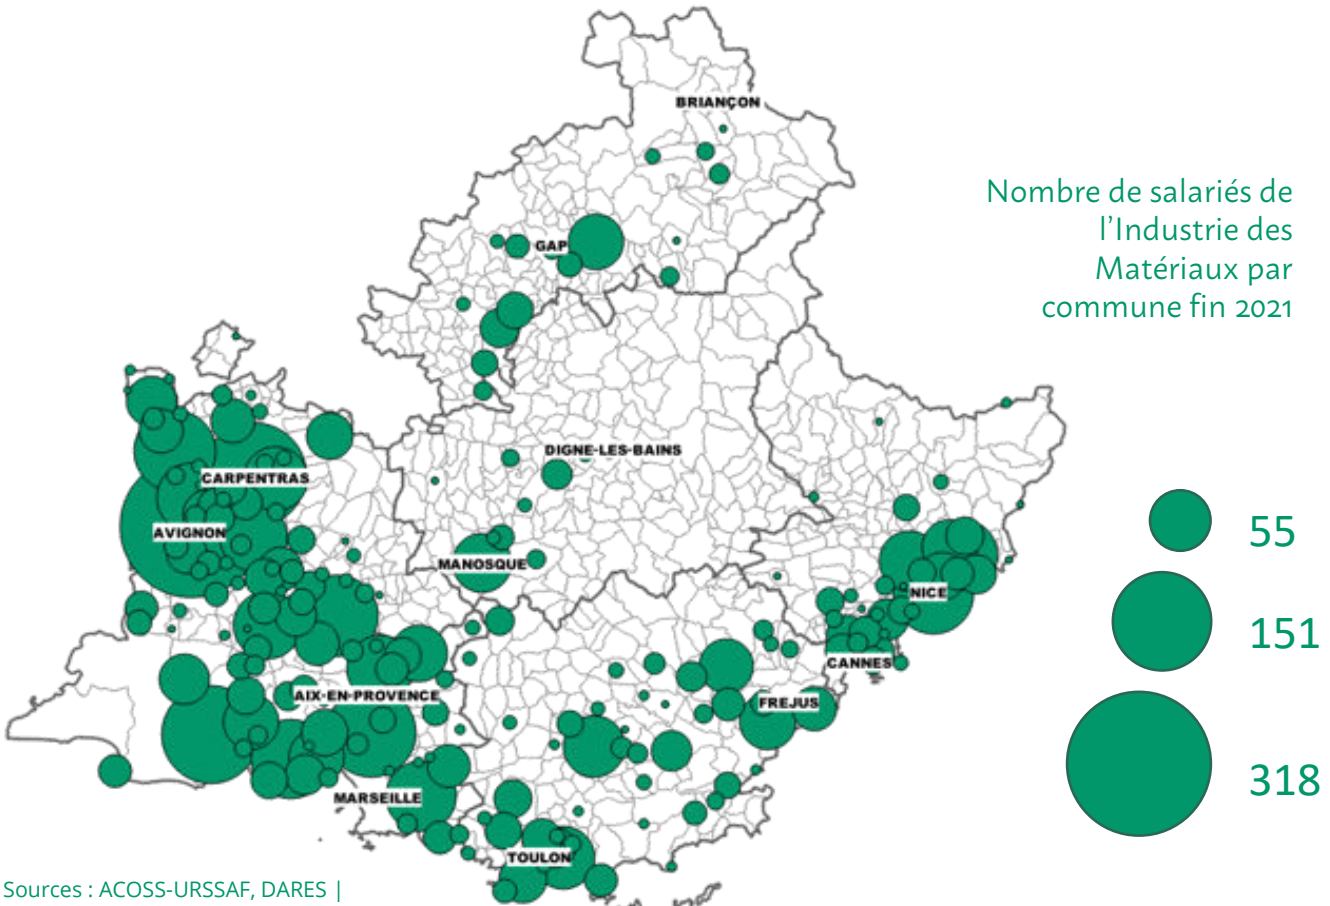 BRIANÇON
Nombre de salariés de
l'Industrie des
Matériaux par
commune fin 2021
GAP
DIGNE-LES-BAINS
CARPENTRAS
AVIGNON
MANOSQUE
NICE
CANNES
AIX-EN-PROVENCE
FREJUS
MARSEILLE
TOULON
55
151
318
Sources : ACOSS-URSSAF, DARES |